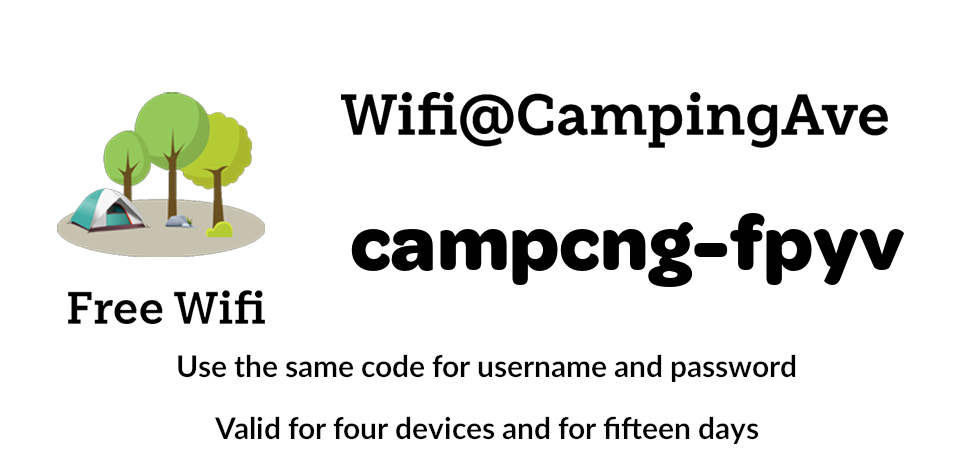 Wifi@CampingAve
campcng-fpyv
Free Wifi
Use the same code for username and password
Valid for four devices and for fifteen days